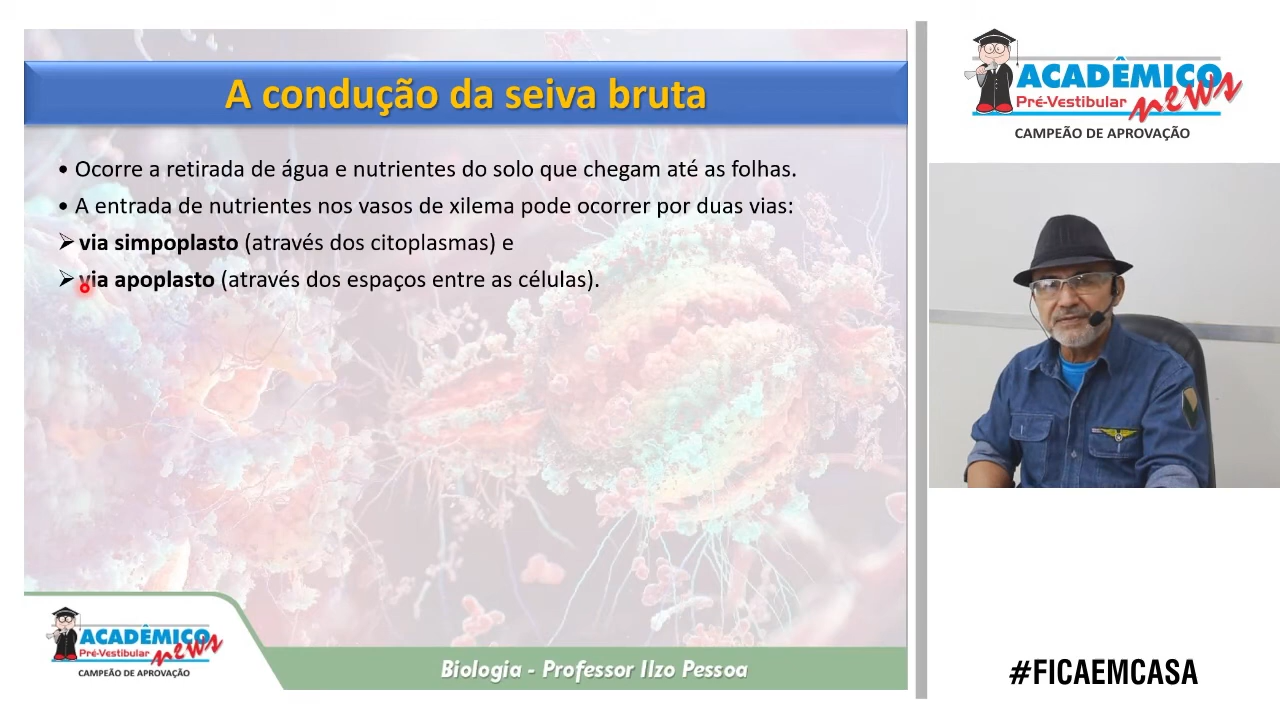 A condução da seiva bruta
• Ocorre a retirada de água e nutrientes do solo que chegam até as folhas.
• A entrada de nutrientes nos vasos de xilema pode ocorrer por duas vias:
➢ via simpoplasto (através dos citoplasmas) e
➢ via apoplasto (através dos espaços entre as células).
ACADÊMICO
Pré-Vestibular news
CAMPEÃO DE APROVAÇÃO
Biologia - Professor Ilzo Pessoa
ACADÊMICO
Pré-Vestibular news
CAMPEÃO DE APROVAÇÃO
#FICAEMCASA